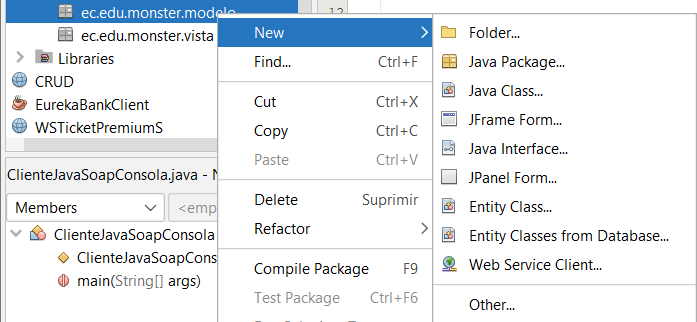 ec.edu.monster.modelo
ec.edu.monster.vista
Libraries
CRUD
EurekaBankClient
WSTicketPremiumS
ClienteJavaSoapConsola.java - N
Members
<emp
ClienteJavaSoapConsola
ClienteJavaSoapCons
main(String[] args)
12
New
Find... Ctrl+F
Cut Ctrl+X
Copy Ctrl+C
Paste Ctrl+V
Delete Suprimir
Refactor
Compile Package F9
Test Package Ctrl+F6
Folder...
Java Package...
Java Class...
JFrame Form...
Java Interface...
JPanel Form...
Entity Class...
Entity Classes from Database...
Web Service Client...
Other...